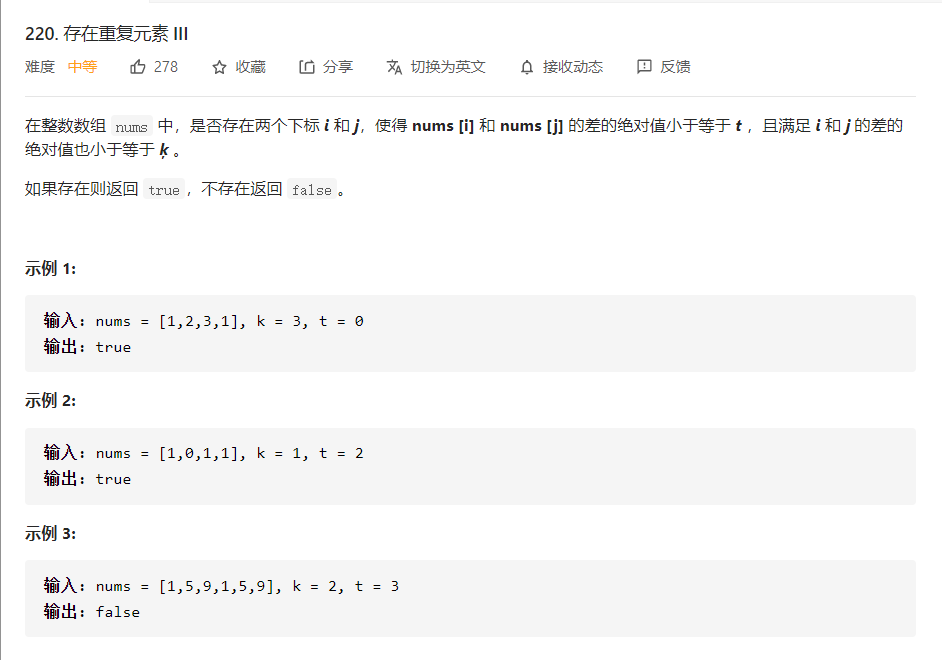 220. 存在重复元素 III
难度 中等 278 收藏 分享 切换为英文 接收动态 反馈
在整数数组 nums 中，是否存在两个下标 i 和 j，使得 nums [i] 和 nums [j] 的差的绝对值小于等于 t ，且满足 i 和 j 的差的
绝对值也小于等于 ķ 。
如果存在则返回 true，不存在返回 false。
示例 1:
输入: nums = [1,2,3,1], k = 3, t = 0
输出: true
示例 2:
输入: nums = [1,0,1,1], k = 1, t = 2
输出: true
示例 3:
输入: nums = [1,5,9,1,5,9], k = 2, t = 3
输出: false